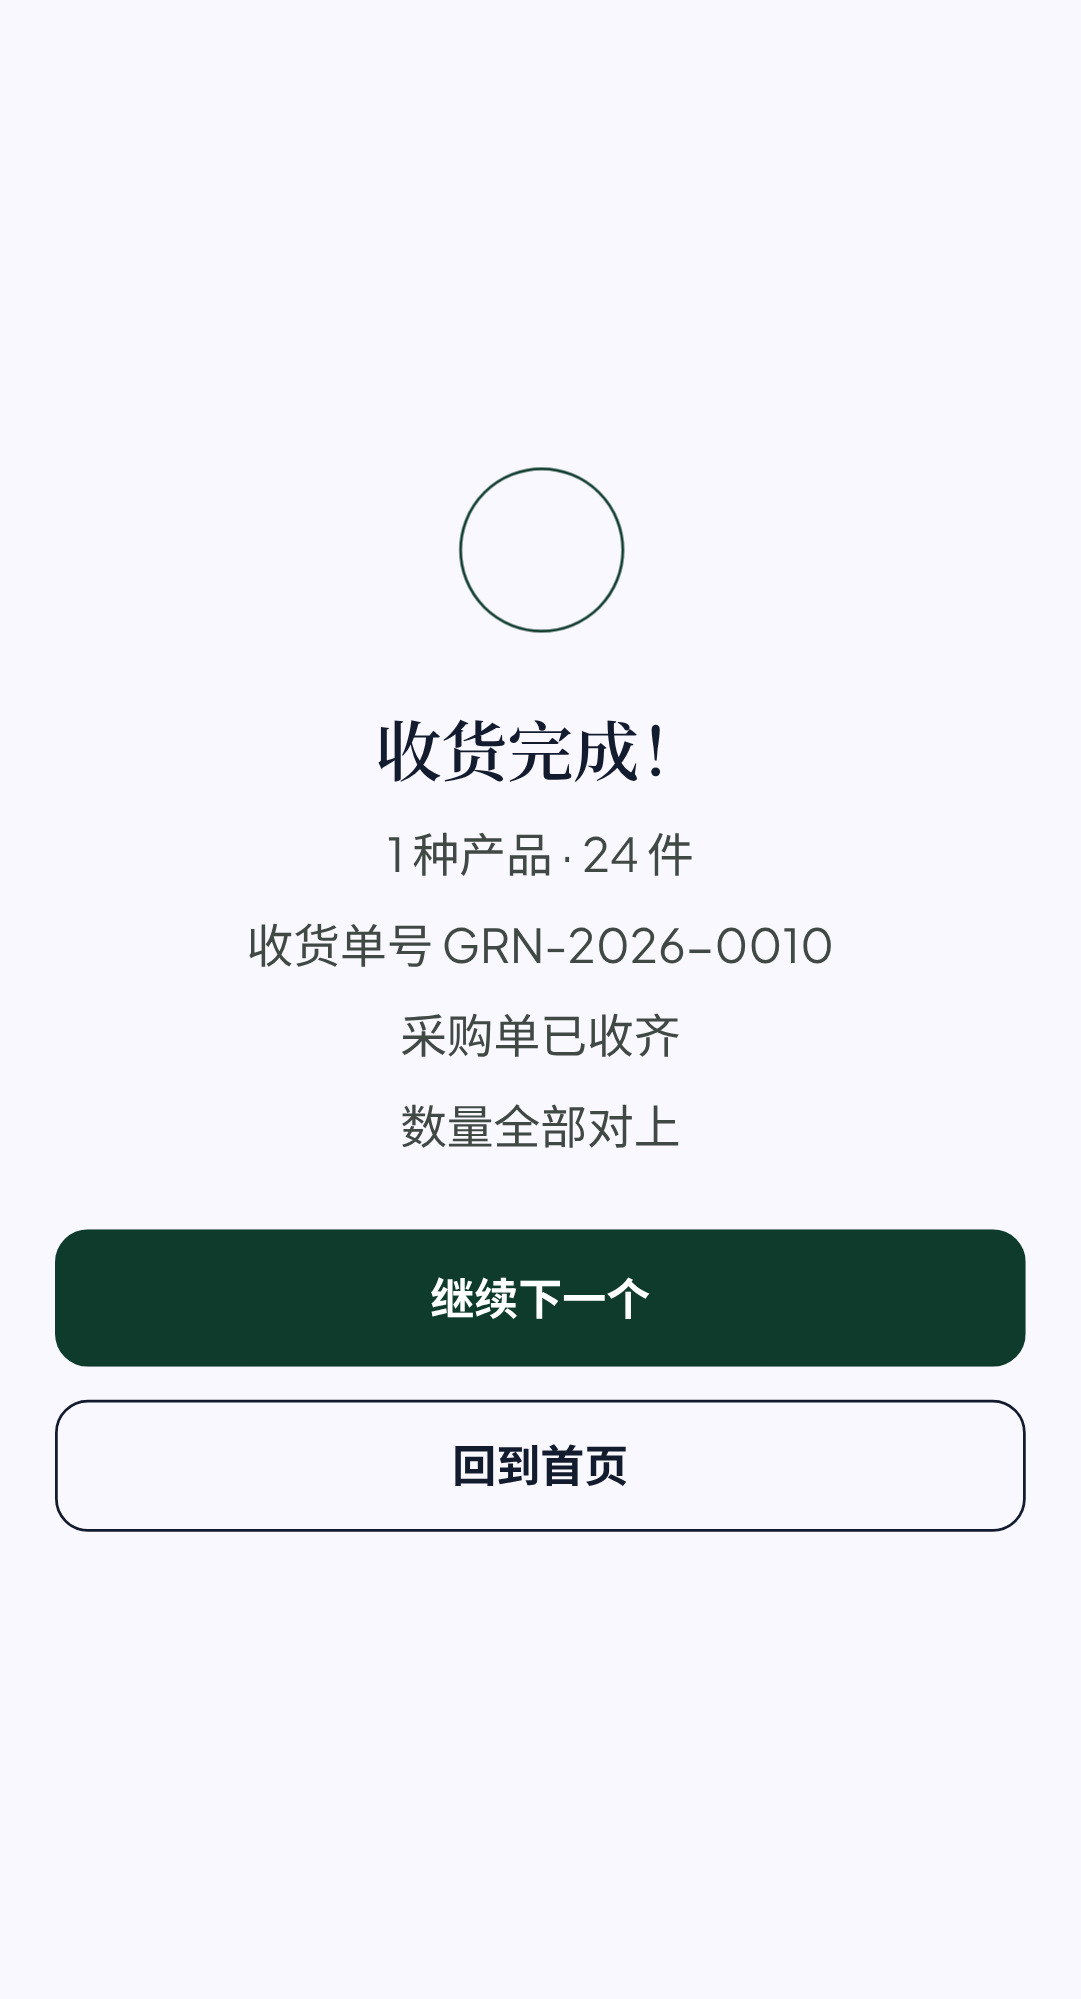 收货完成！
1 种产品 · 24 件
收货单号 GRN-2026-0010
采购单已收齐
数量全部对上
继续下一个
回到首页